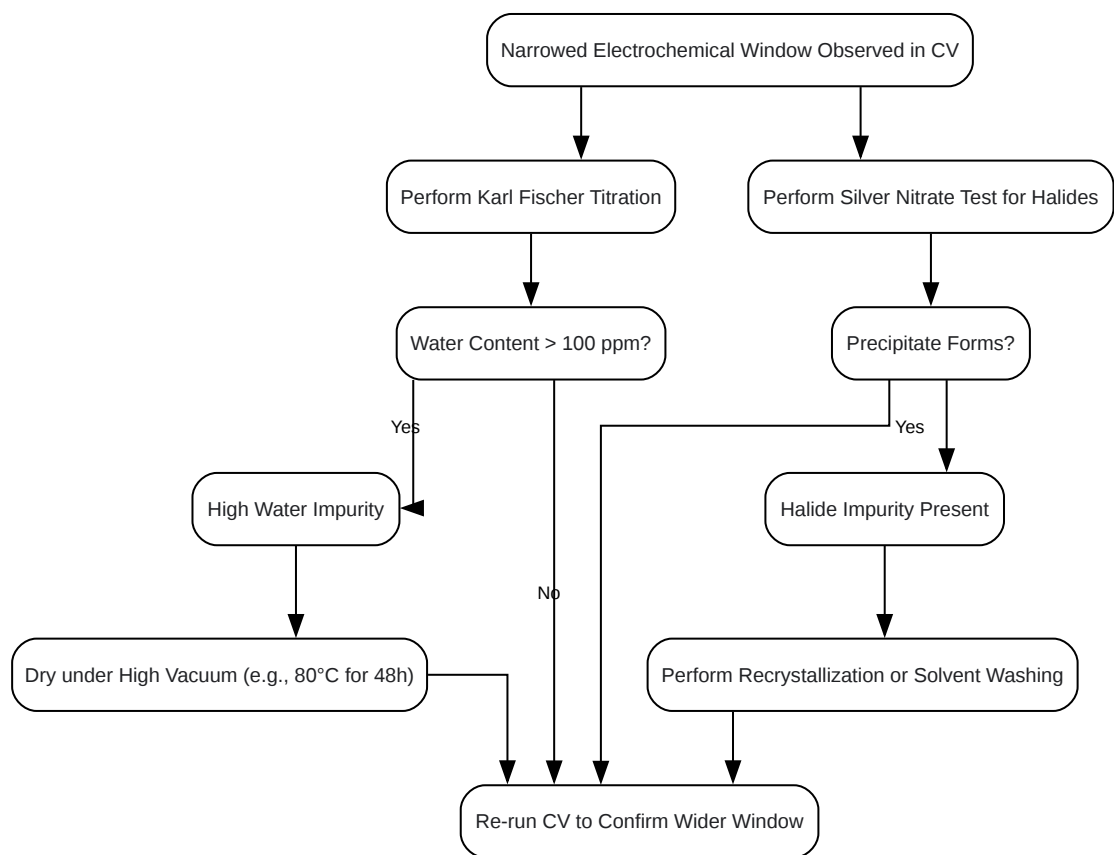 Narrowed Electrochemical Window Observed in CV
Perform Karl Fischer Titration
Perform Silver Nitrate Test for Halides
Water Content > 100 ppm?
Precipitate Forms?
Yes
Yes
High Water Impurity
Halide Impurity Present
No
Dry under High Vacuum (e.g., 80°C for 48h)
Perform Recrystallization or Solvent Washing
Re-run CV to Confirm Wider Window